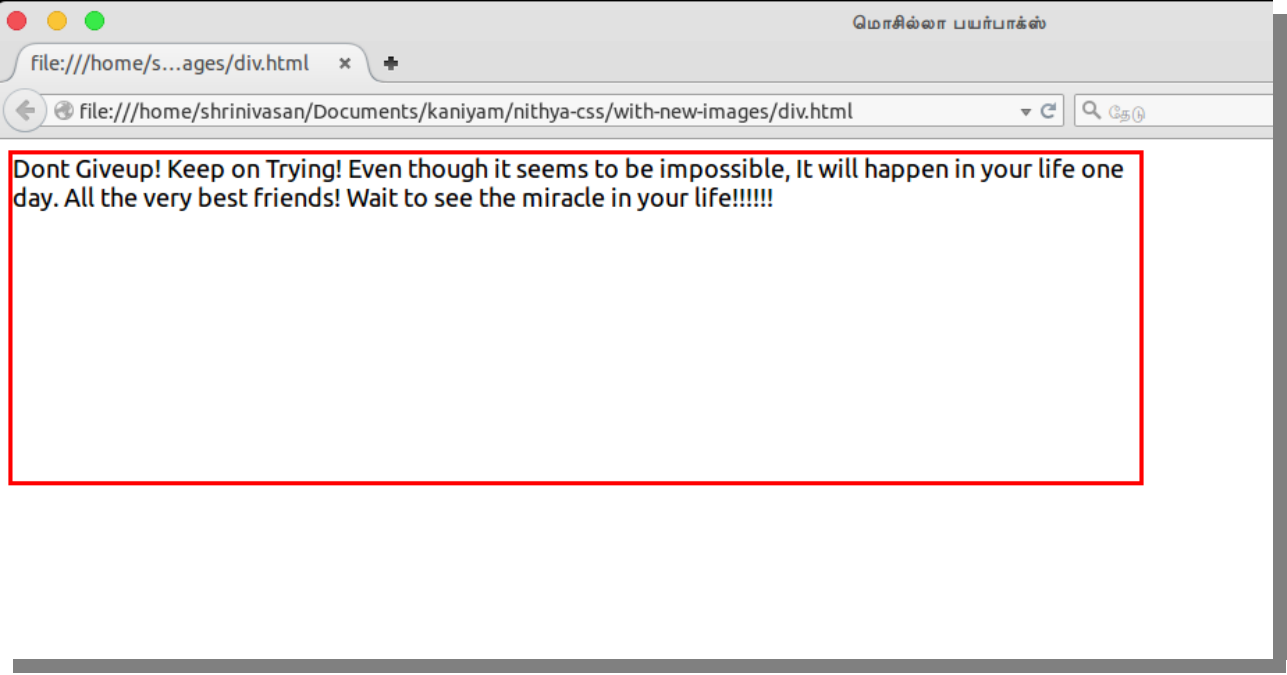 மொசில்லா பயர்பாக்ஸ்
file:///home/s...ages/div.html
file:///home/shrinivasan/Documents/kaniyam/nithya-css/with-new-images/div.html
தேடு
Dont Giveup! Keep on Trying! Even though it seems to be impossible, It will happen in your life one
day. All the very best friends! Wait to see the miracle in your life!!!!!!